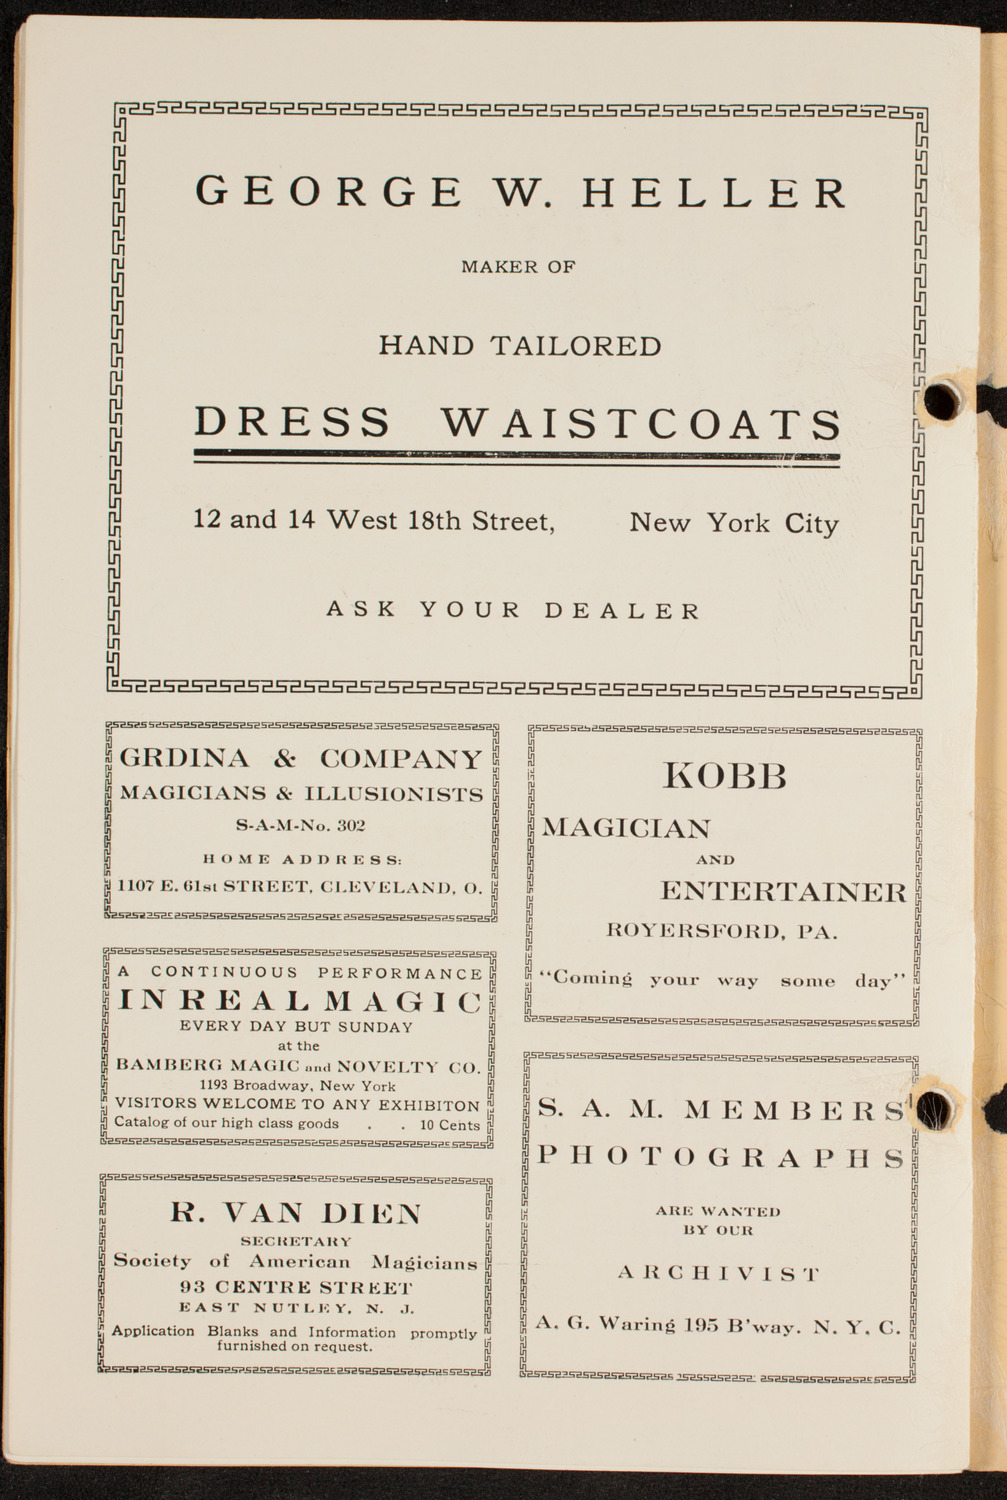 GEORGE W. HELLER
MAKER OF
HAND TAILORED
DRESS WAISTCOATS
12 and 14 West 18th Street, New York City
ASK YOUR DEALER
GRDINA & COMPANY
MAGICIANS & ILLUSIONISTS
S-A-M-No. 302
HOME ADDRESS:
1107 E. 61st STREET, CLEVELAND, O.
A CONTINUOUS PERFORMANCE
IN REAL MAGIC
EVERY DAY BUT SUNDAY
at the
BAMBERG MAGIC and NOVELTY CO.
1193 Broadway, New York
VISITORS WELCOME TO ANY EXHIBITON
Catalog of our high class goods . . 10 Cents
R. VAN DIEN
SECRETARY
Society of American Magicians
93 CENTRE STREET
EAST NUTLEY, N. J.
Application Blanks and Information promptly
furnished on request.
KOBB
MAGICIAN
AND
ENTERTAINER
ROYERSFORD, PA.
“Coming your way some day”
S. A. M. MEMBERS'
PHOTOGRAPHS
ARE WANTED
BY OUR
ARCHIVIST
A. G. Waring 195 B'way. N. Y. C.